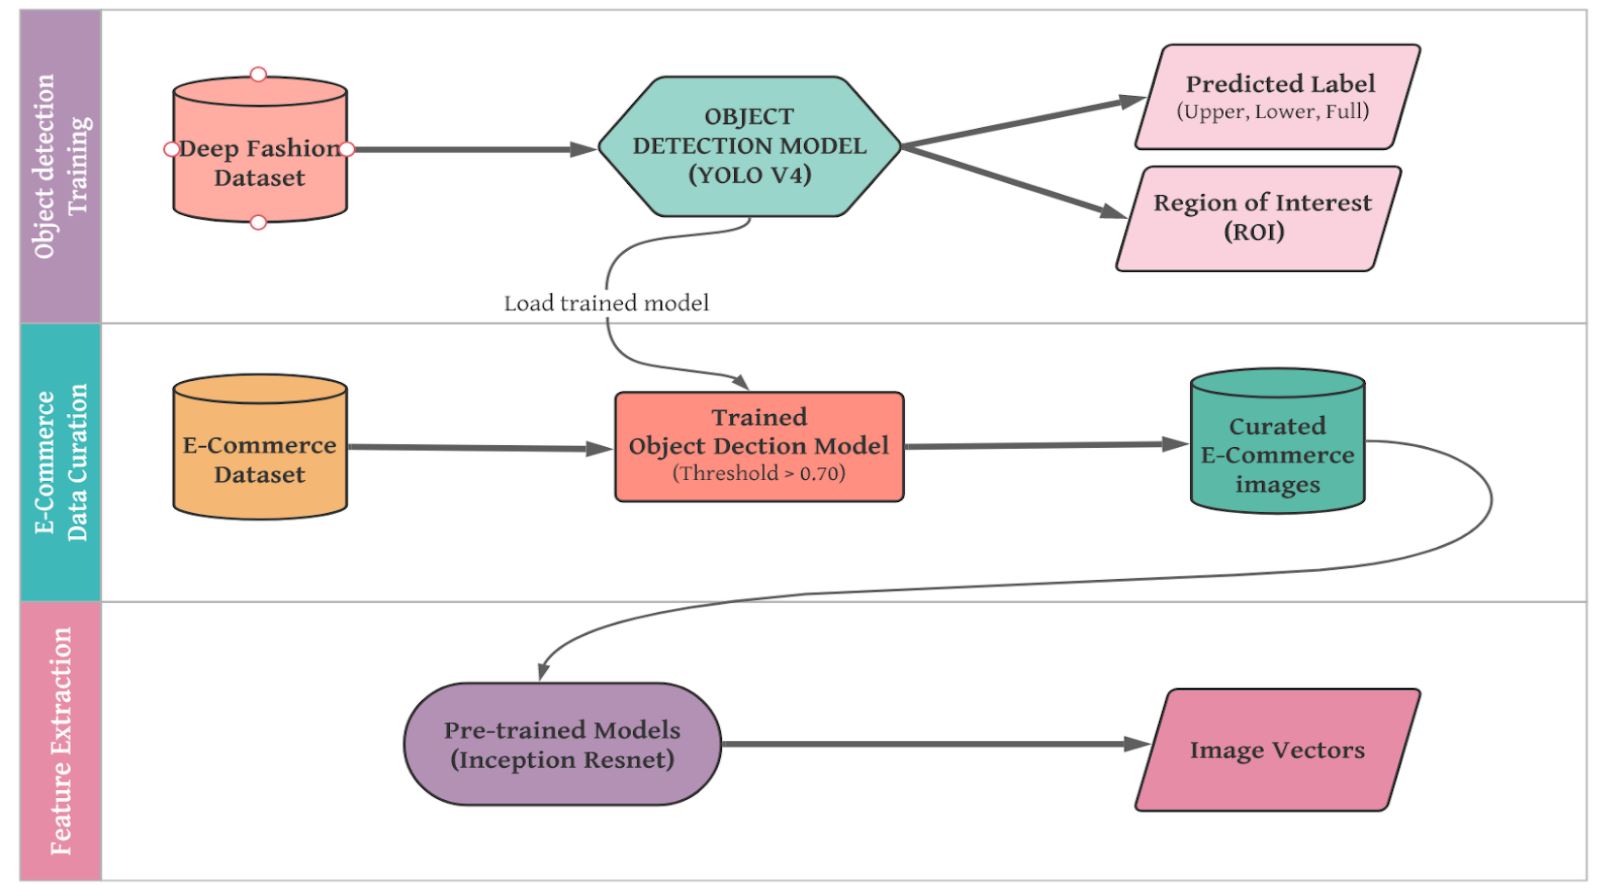 Object detection
Training
Deep Fashion
Dataset
OBJECT
DETECTION MODEL
(YOLO V4)
Predicted Label
(Upper, Lower, Full)
Region of Interest
(ROI)
Load trained model
E-Commerce
Data Curation
E-Commerce
Dataset
Trained
Object Dection Model
(Threshold > 0.70)
Curated
E-Commerce
images
Feature Extraction
Pre-trained Models
(Inception Resnet)
Image Vectors